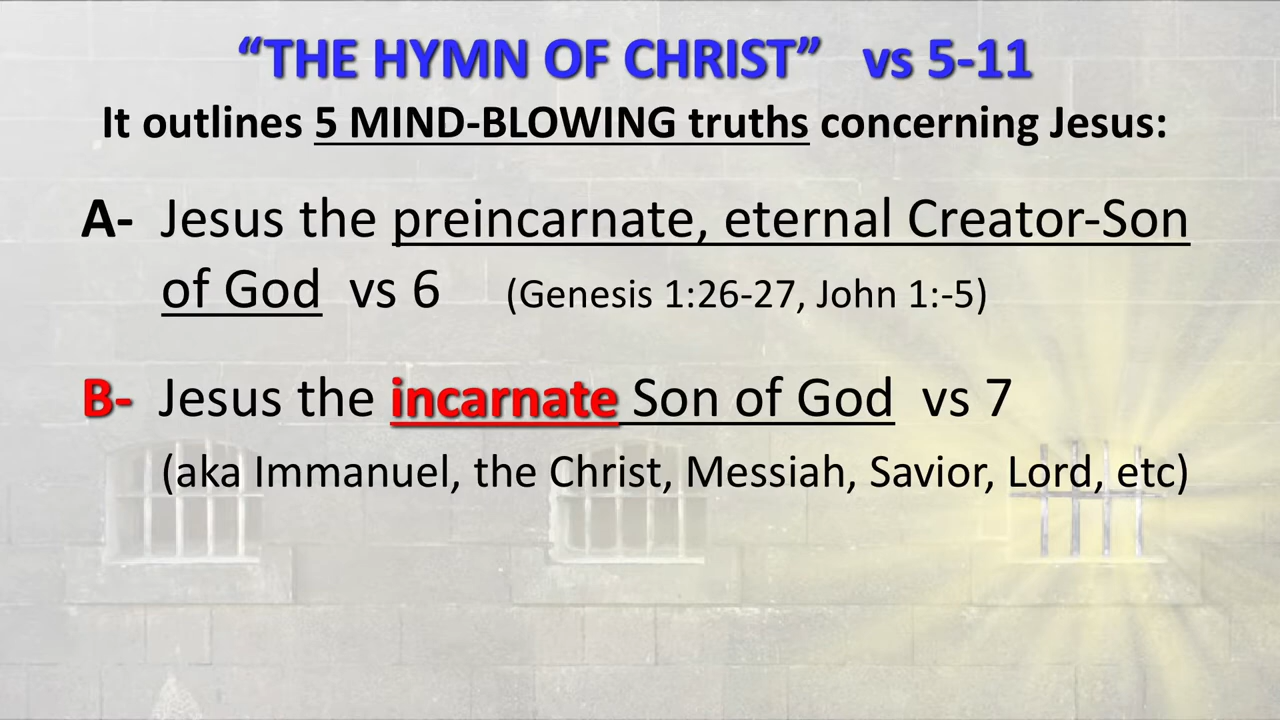 “THE HYMN OF CHRIST” vs 5-11
It outlines 5 MIND-BLOWING truths concerning Jesus:
A- Jesus the preincarnate, eternal Creator-Son
of God vs 6 (Genesis 1:26-27, John 1:-5)
B- Jesus the incarnate Son of God vs 7
(aka Immanuel, the Christ, Messiah, Savior, Lord, etc)